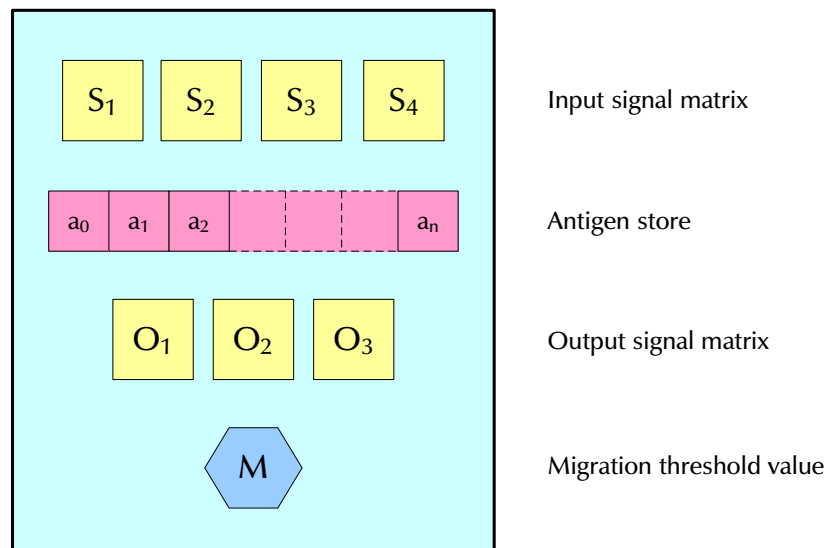 S₁ S₂ S₃ S₄ Input signal matrix
a₀ a₁ a₂ aₙ Antigen store
O₁ O₂ O₃ Output signal matrix
M Migration threshold value